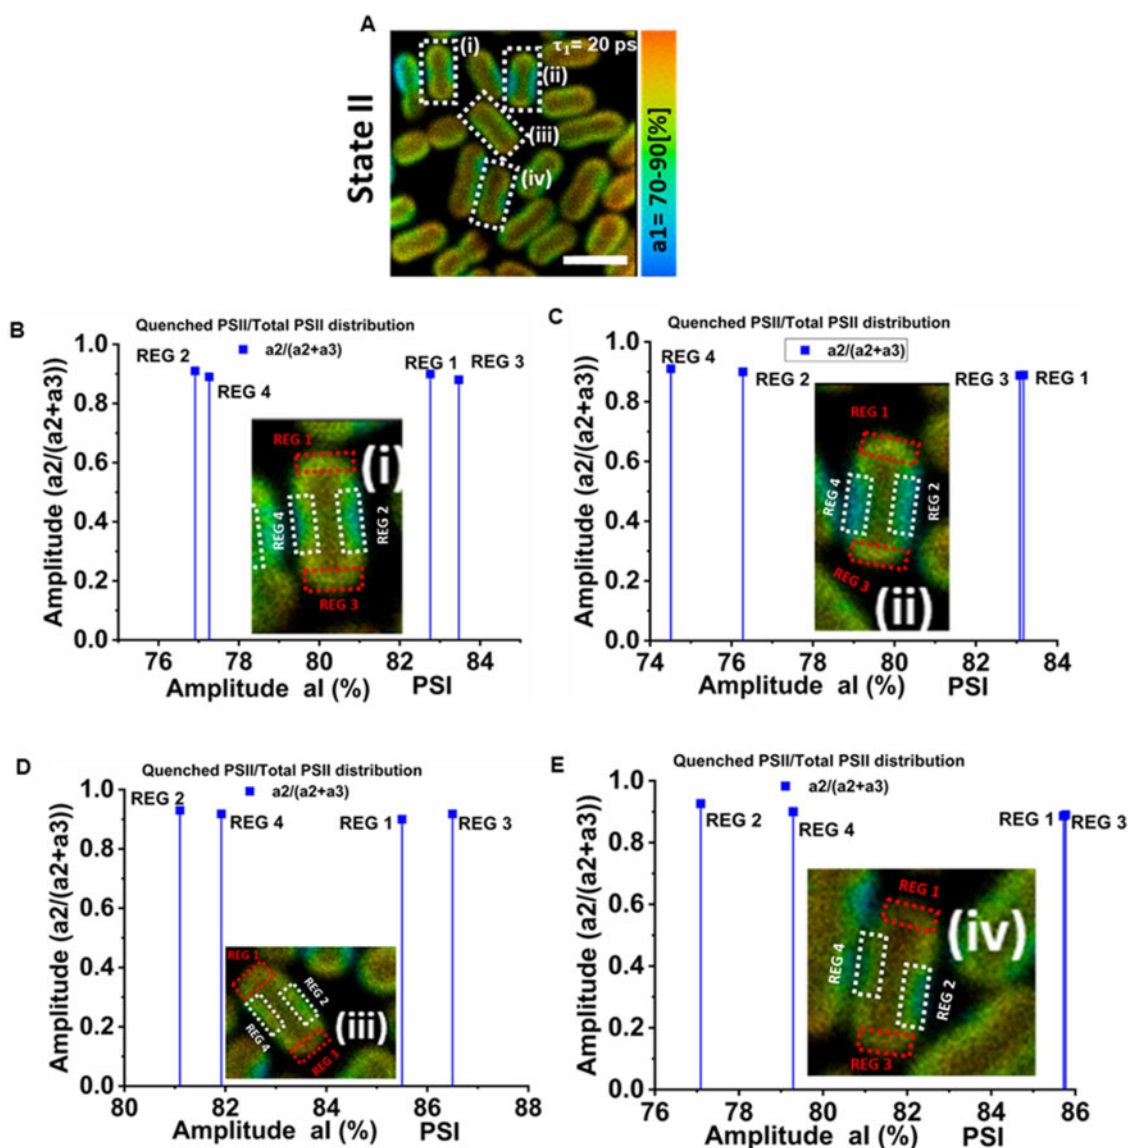 A
State II
τ1= 20 ps
(i)
(ii)
(iii)
(iv)
a1= 70-90[%]
B
Quenched PSII/Total PSII distribution
a2/(a2+a3)
REG 2
REG 4
REG 1
REG 3
Amplitude (a2/(a2+a3))
1.0
0.8
0.6
0.4
0.2
0.0
REG 1
(i)
REG 4
REG 2
REG 3
76 78 80 82 84
Amplitude aI (%) PSI
C
Quenched PSII/Total PSII distribution
a2/(a2+a3)
REG 4
REG 2
REG 3
REG 1
Amplitude (a2/(a2+a3))
1.0
0.8
0.6
0.4
0.2
0.0
REG 1
REG 4
REG 2
REG 3
(ii)
74 76 78 80 82 84
Amplitude aI (%) PSI
D
Quenched PSII/Total PSII distribution
a2/(a2+a3)
REG 2
REG 4
REG 1
REG 3
Amplitude (a2/(a2+a3))
1.0
0.8
0.6
0.4
0.2
0.0
REG 1
REG 2
REG 4
(iii)
REG 3
80 82 84 86 88
Amplitude aI (%) PSI
E
Quenched PSII/Total PSII distribution
a2/(a2+a3)
REG 2
REG 4
REG 1
REG 3
Amplitude (a2/(a2+a3))
1.0
0.8
0.6
0.4
0.2
0.0
REG 1
(iv)
REG 4
REG 2
REG 3
76 78 80 82 84 86
Amplitude aI (%) PSI